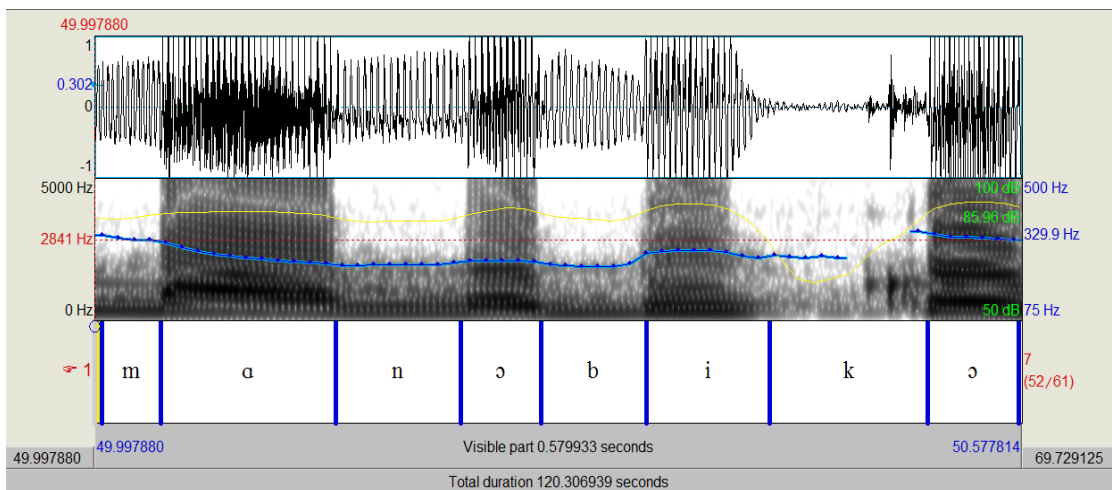 49.997880
1
0.302
0
-1
5000 Hz 100 dB 500 Hz
85.96 dB
2841 Hz 329.9 Hz
0 Hz 50 dB 75 Hz
☞ 1 m ɑ n ɔ b i k ɔ 7
(52/61)
49.997880 Visible part 0.579933 seconds 50.577814
49.997880 69.729125
Total duration 120.306939 seconds